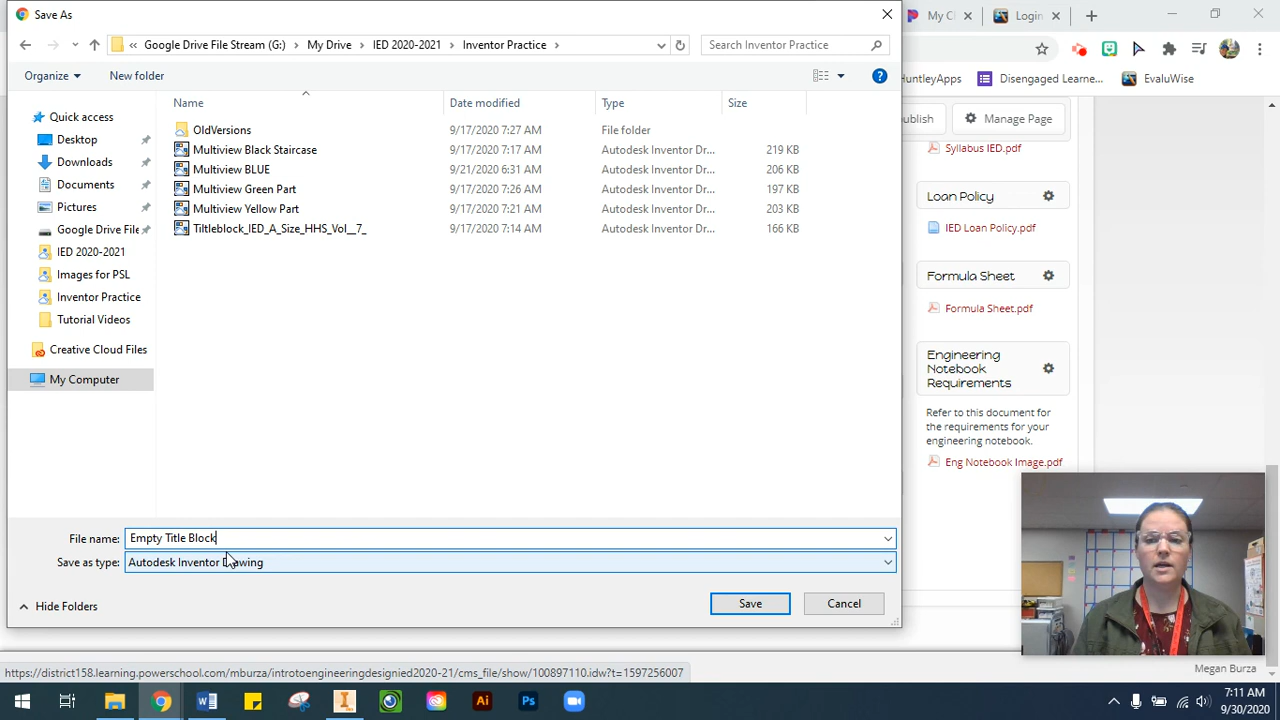 Save As
My Cl
Login
« Google Drive File Stream (G:) > My Drive > IED 2020-2021 > Inventor Practice >
Search Inventor Practice
Organize
New folder
HuntleyApps
Disengaged Learne...
EvaluWise
Name
Date modified
Type
Size
Quick access
Desktop
Downloads
Documents
Pictures
Google Drive File
IED 2020-2021
Images for PSL
Inventor Practice
Tutorial Videos
Creative Cloud Files
My Computer
OldVersions 9/17/2020 7:27 AM File folder
Multiview Black Staircase 9/17/2020 7:17 AM Autodesk Inventor Dr... 219 KB
Multiview BLUE 9/21/2020 6:31 AM Autodesk Inventor Dr... 206 KB
Multiview Green Part 9/17/2020 7:26 AM Autodesk Inventor Dr... 197 KB
Multiview Yellow Part 9/17/2020 7:21 AM Autodesk Inventor Dr... 203 KB
Tiltleblock_IED_A_Size_HHS_Vol__7_ 9/17/2020 7:14 AM Autodesk Inventor Dr... 166 KB
ublish
Manage Page
Syllabus IED.pdf
Loan Policy
IED Loan Policy.pdf
Formula Sheet
Formula Sheet.pdf
Engineering
Notebook
Requirements
Refer to this document for
the requirements for your
engineering notebook.
Eng Notebook Image.pdf
File name: Empty Title Block
Save as type: Autodesk Inventor Drawing
Hide Folders
Save
Cancel
https://district158.learning.powerschool.com/mburza/introtoengineeringdesignied2020-21/cms_file/show/100897110.idw?t=1597256007
Megan Burza
Ai
Ps
7:11 AM
9/30/2020